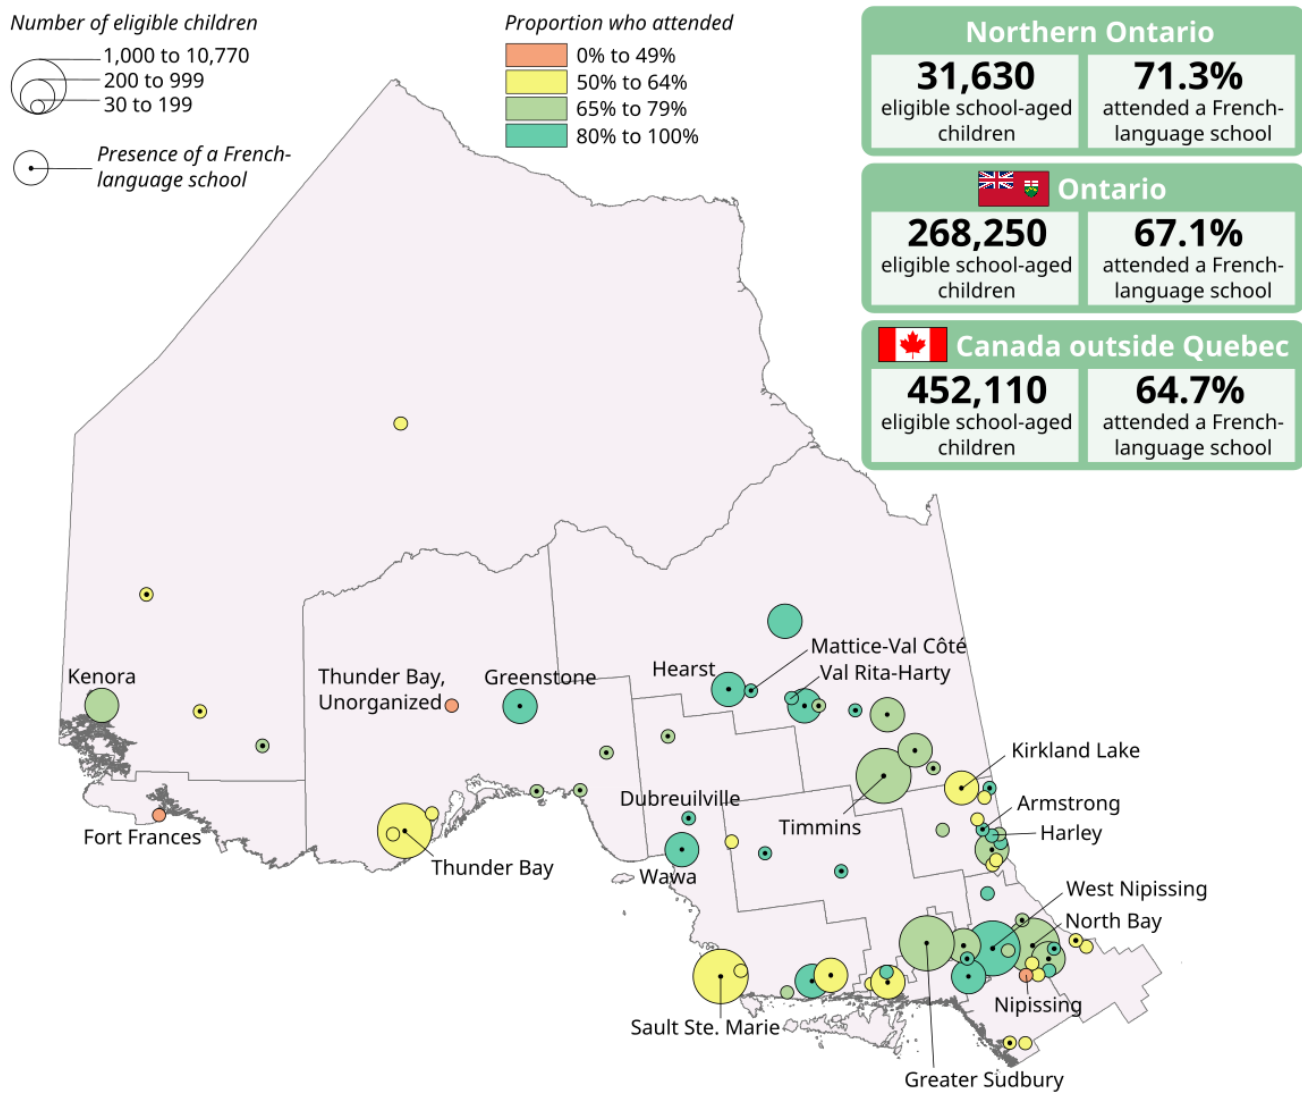 Number of eligible children
1,000 to 10,770
200 to 999
30 to 199
Presence of a French-
language school
Proportion who attended
0% to 49%
50% to 64%
65% to 79%
80% to 100%
Northern Ontario
31,630
eligible school-aged
children
71.3%
attended a French-
language school
Ontario
268,250
eligible school-aged
children
67.1%
attended a French-
language school
Canada outside Quebec
452,110
eligible school-aged
children
64.7%
attended a French-
language school
Mattice-Val Côté
Hearst
Val Rita-Harty
Kenora
Thunder Bay,
Unorganized
Greenstone
Kirkland Lake
Dubreuilville
Armstrong
Timmins
Harley
Fort Frances
Thunder Bay
Wawa
West Nipissing
North Bay
Nipissing
Sault Ste. Marie
Greater Sudbury